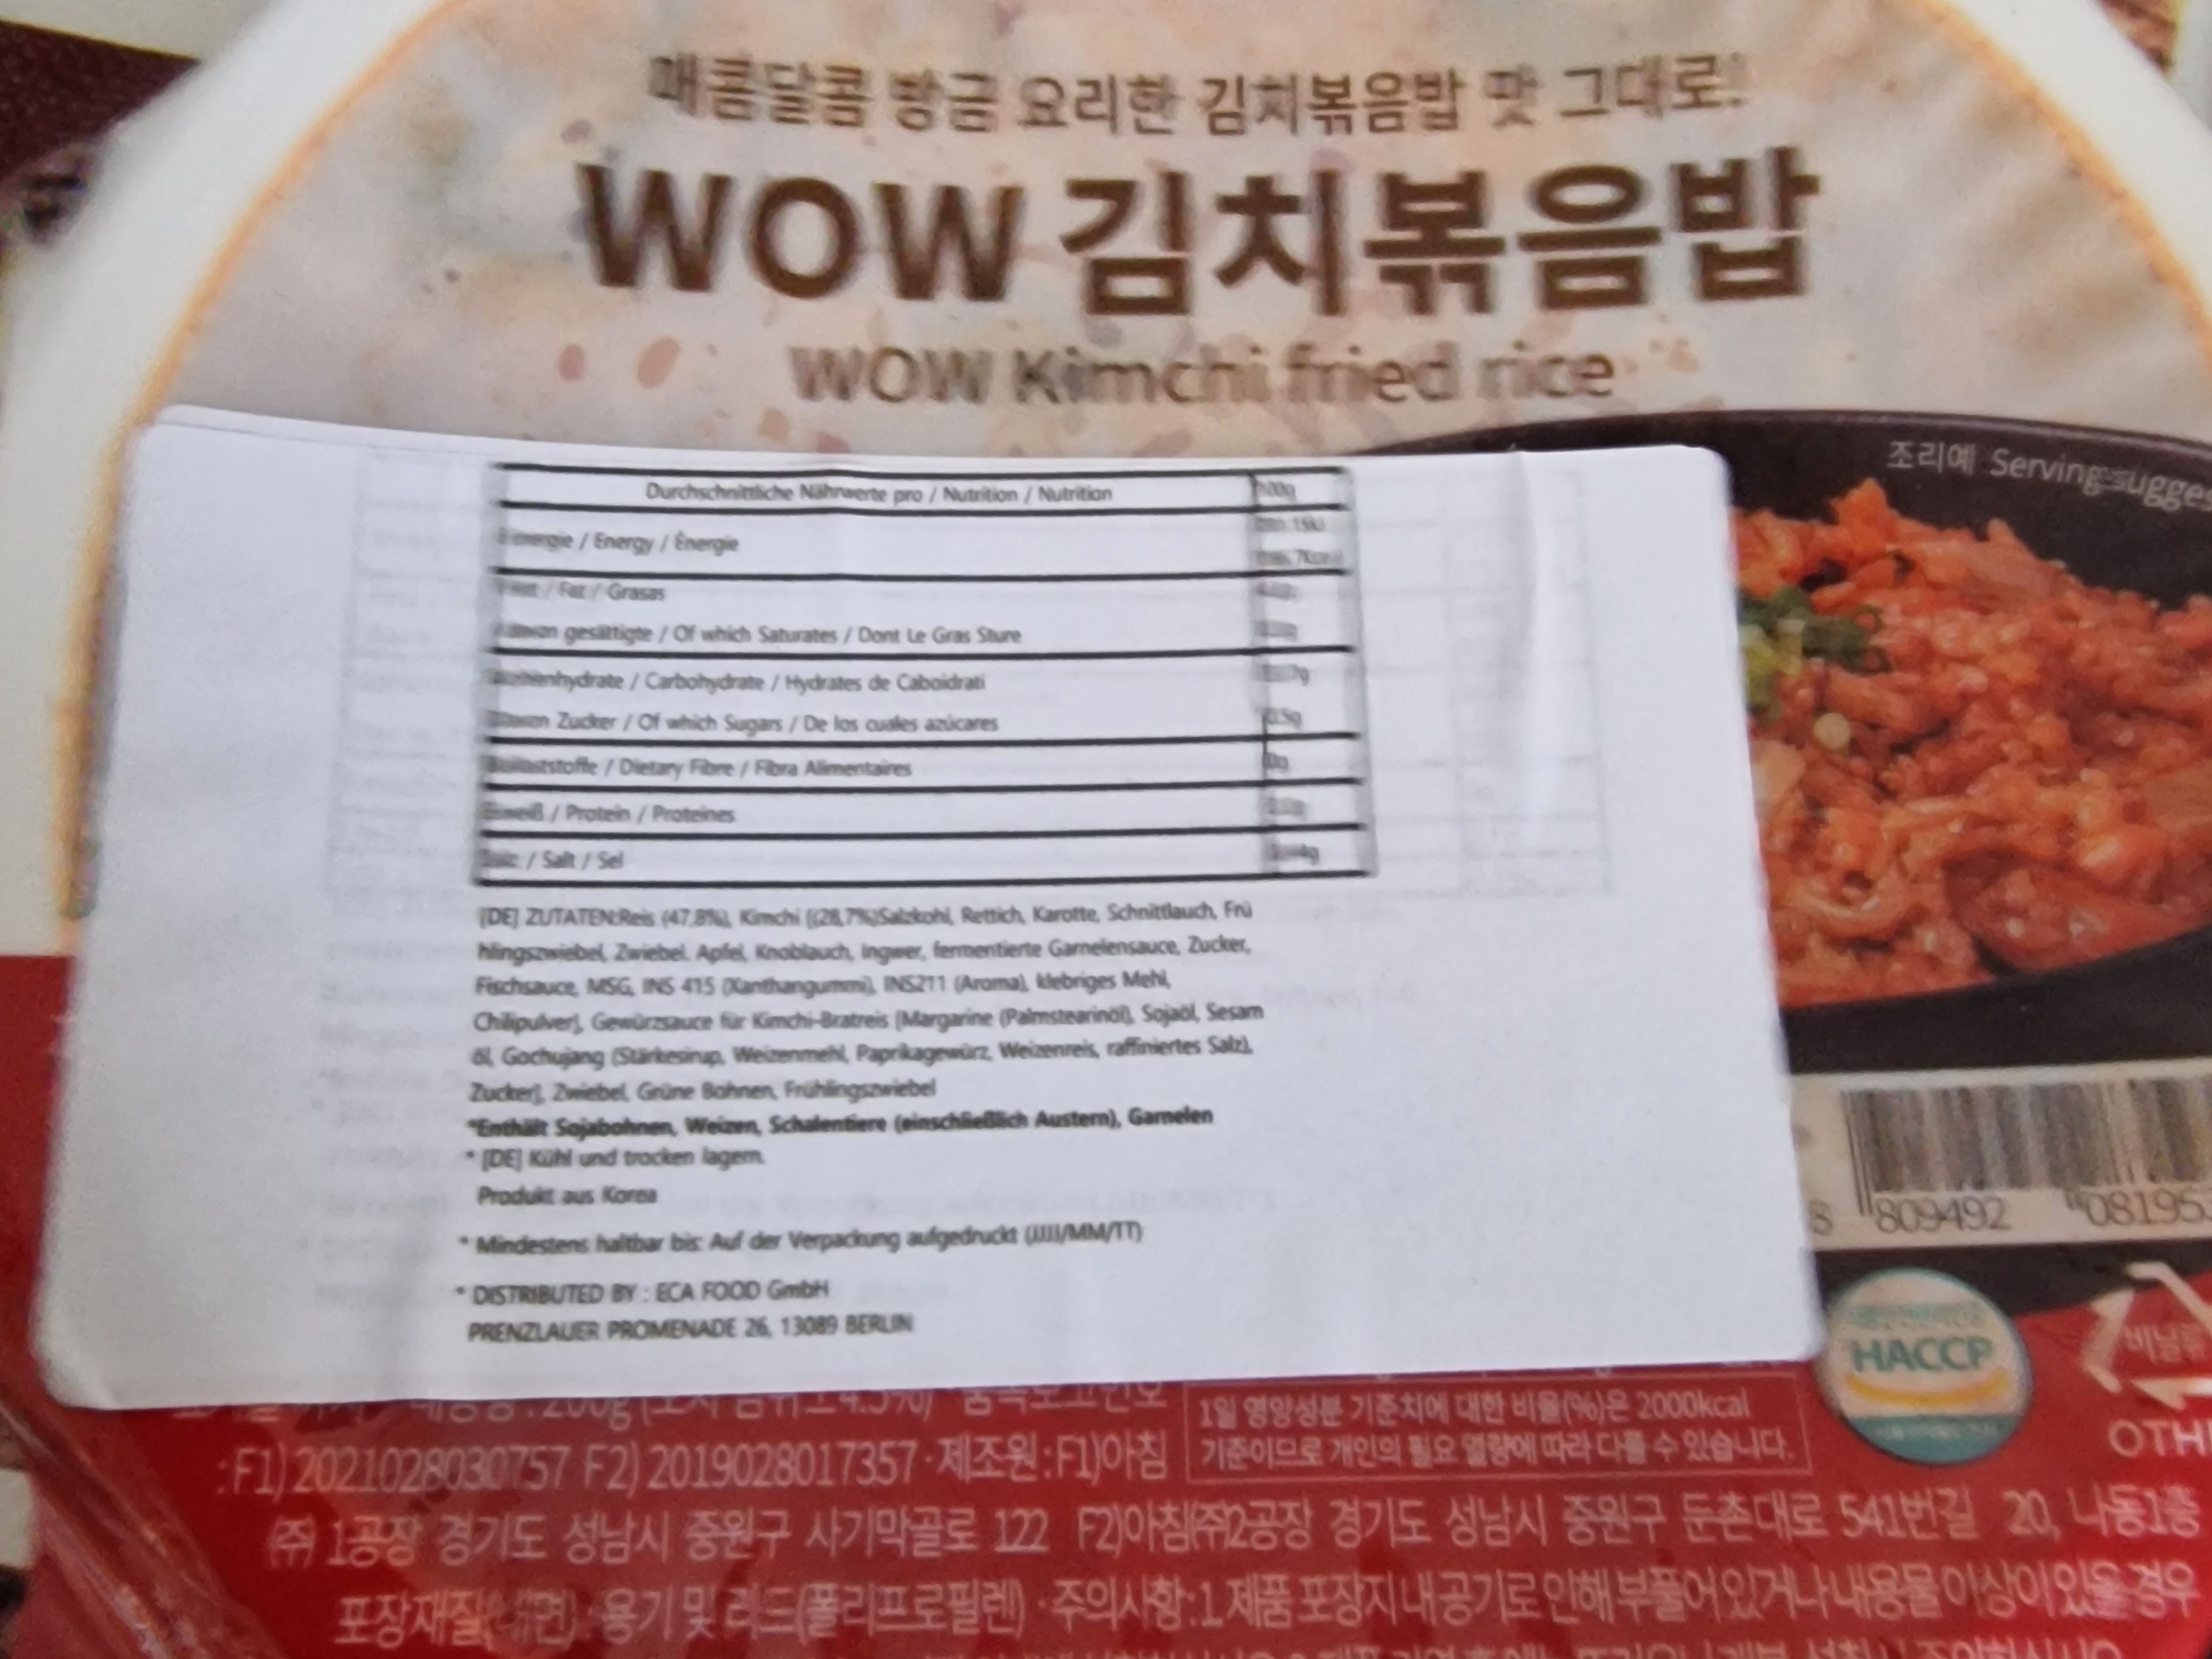 매콤달콤 방금 요리한 김치볶음밥 맛 그대로!
WOW 김치볶음밥
WOW Kimchi fried rice
조리예 Serving
Durchschnittliche Nährwerte pro / Nutrition / Nutrition 100g
/ Energy / Énergie
/ Fat / Grasas
gesättigte / Of which Saturates / Dont Le Gras Sture
/ Carbohydrate / Hydrates de Caboidrati
Zucker / Of which Sugars / De los cuales azúcares
/ Dietary Fibre / Fibra Alimentaires 0g
/ Protein / Proteines
/ Salt / Sel
[DE] ZUTATEN:Reis (47,8%), Kimchi [(28,7%)Salzkohl, Rettich, Karotte, Schnittlauch, Frü
hlingszwiebel, Zwiebel. Apfel, Knoblauch, Ingwer, fermentierte Garnelensauce, Zucker,
Fischsauce, MSG, INS 415 (Xanthangummi), INS211 (Aroma), klebriges Mehl,
Chilipulver], Gewürzsauce für Kimchi-Bratreis [Margarine (Palmstearinöl), Sojaöl, Sesam
öl, Gochujang (Stärkesirup, Weizenmehl, Paprikagewürz, Weizenreis, raffiniertes Salz),
Zucker], Zwiebel, Grüne Bohnen, Frühlingszwiebel
*Enthält Sojabohnen, Weizen, Schalentiere (einschließlich Austern), Garnelen
* [DE] Kühl und trocken lagern.
Produkt aus Korea
* Mindestens haltbar bis: Auf der Verpackung aufgedruckt (JJJJ/MM/TT)
* DISTRIBUTED BY : ECA FOOD GmbH
PRENZLAUER PROMENADE 26, 13089 BERLIN
8 809492 08195
HACCP
비닐류
OTH
1일 영양성분 기준치에 대한 비율(%)은 2000kcal
기준이므로 개인의 필요 열량에 따라 다를 수 있습니다.
:F1) 2021028030757 F2) 2019028017357 · 제조원:F1)아침
㈜ 1공장 경기도 성남시 중원구 사기막골로 122 F2)아침㈜2공장 경기도 성남시 중원구 둔촌대로 541번길 20, 나동1층
포장재질(내면) : 용기 및 리드(폴리프로필렌) · 주의사항:1.제품 포장지 내 공기로 인해 부풀어 있거나 내용물 이상이 있을 경우